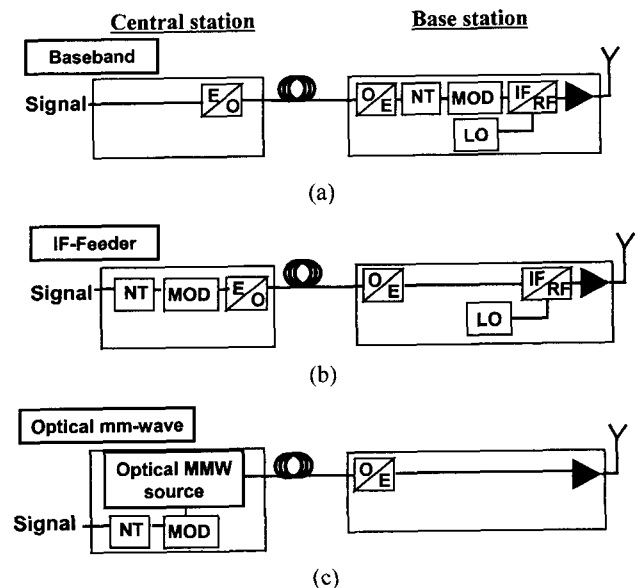 Central station Base station
Baseband
Signal E/O O/E NT MOD IF/RF
LO
(a)
IF-Feeder
Signal NT MOD E/O O/E IF/RF
LO
(b)
Optical mm-wave
Optical MMW
source
O/E
Signal NT MOD
(c)